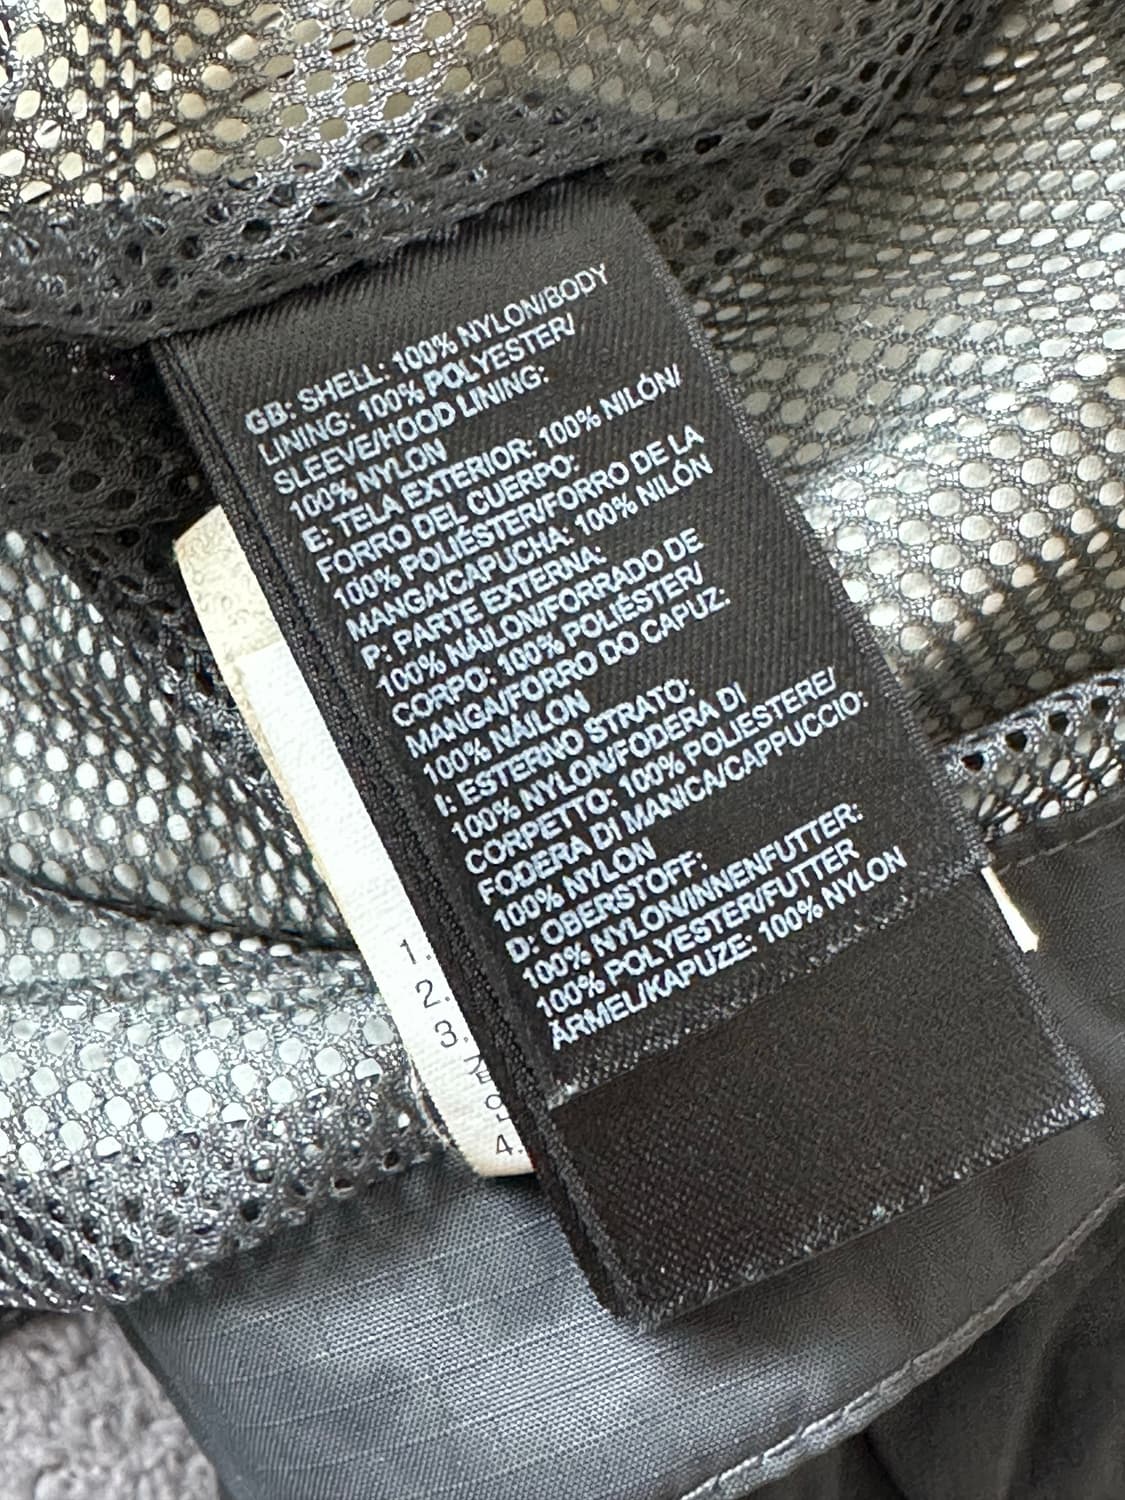 GB: SHELL: 100% NYLON/BODY
LINING: 100% POLYESTER/
SLEEVE/HOOD LINING:
100% NYLON
E: TELA EXTERIOR: 100% NILÓN/
FORRO DEL CUERPO:
100% POLIÉSTER/FORRO DE LA
MANGA/CAPUCHA: 100% NILÓN
P: PARTE EXTERNA:
100% NÁILON/FORRADO DE
CORPO: 100% POLIÉSTER/
MANGA/FORRO DO CAPUZ:
100% NÁILON
I: ESTERNO STRATO:
100% NYLON/FODERA DI
CORPETTO: 100% POLIESTERE/
FODERA DI MANICA/CAPPUCCIO:
100% NYLON
D: OBERSTOFF:
100% NYLON/INNENFUTTER:
100% POLYESTER/FUTTER
ÄRMEL/KAPUZE: 100% NYLON
1.
2.
3.
4.